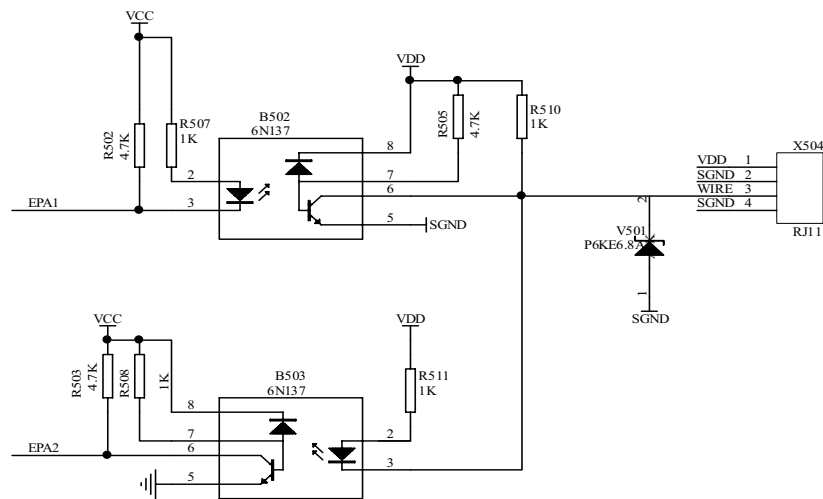 VCC
VDD
R502
4.7K
R507
1K
B502
6N137
R505
4.7K
R510
1K
8
2
7
6
EPA1
3
5
SGND
X504
VDD 1
SGND 2
WIRE 3
SGND 4
RJ11
2
V501
P6KE6.8A
1
SGND
VCC
VDD
R503
4.7K
R508
1K
B503
6N137
R511
1K
8
7
2
EPA2
6
3
5